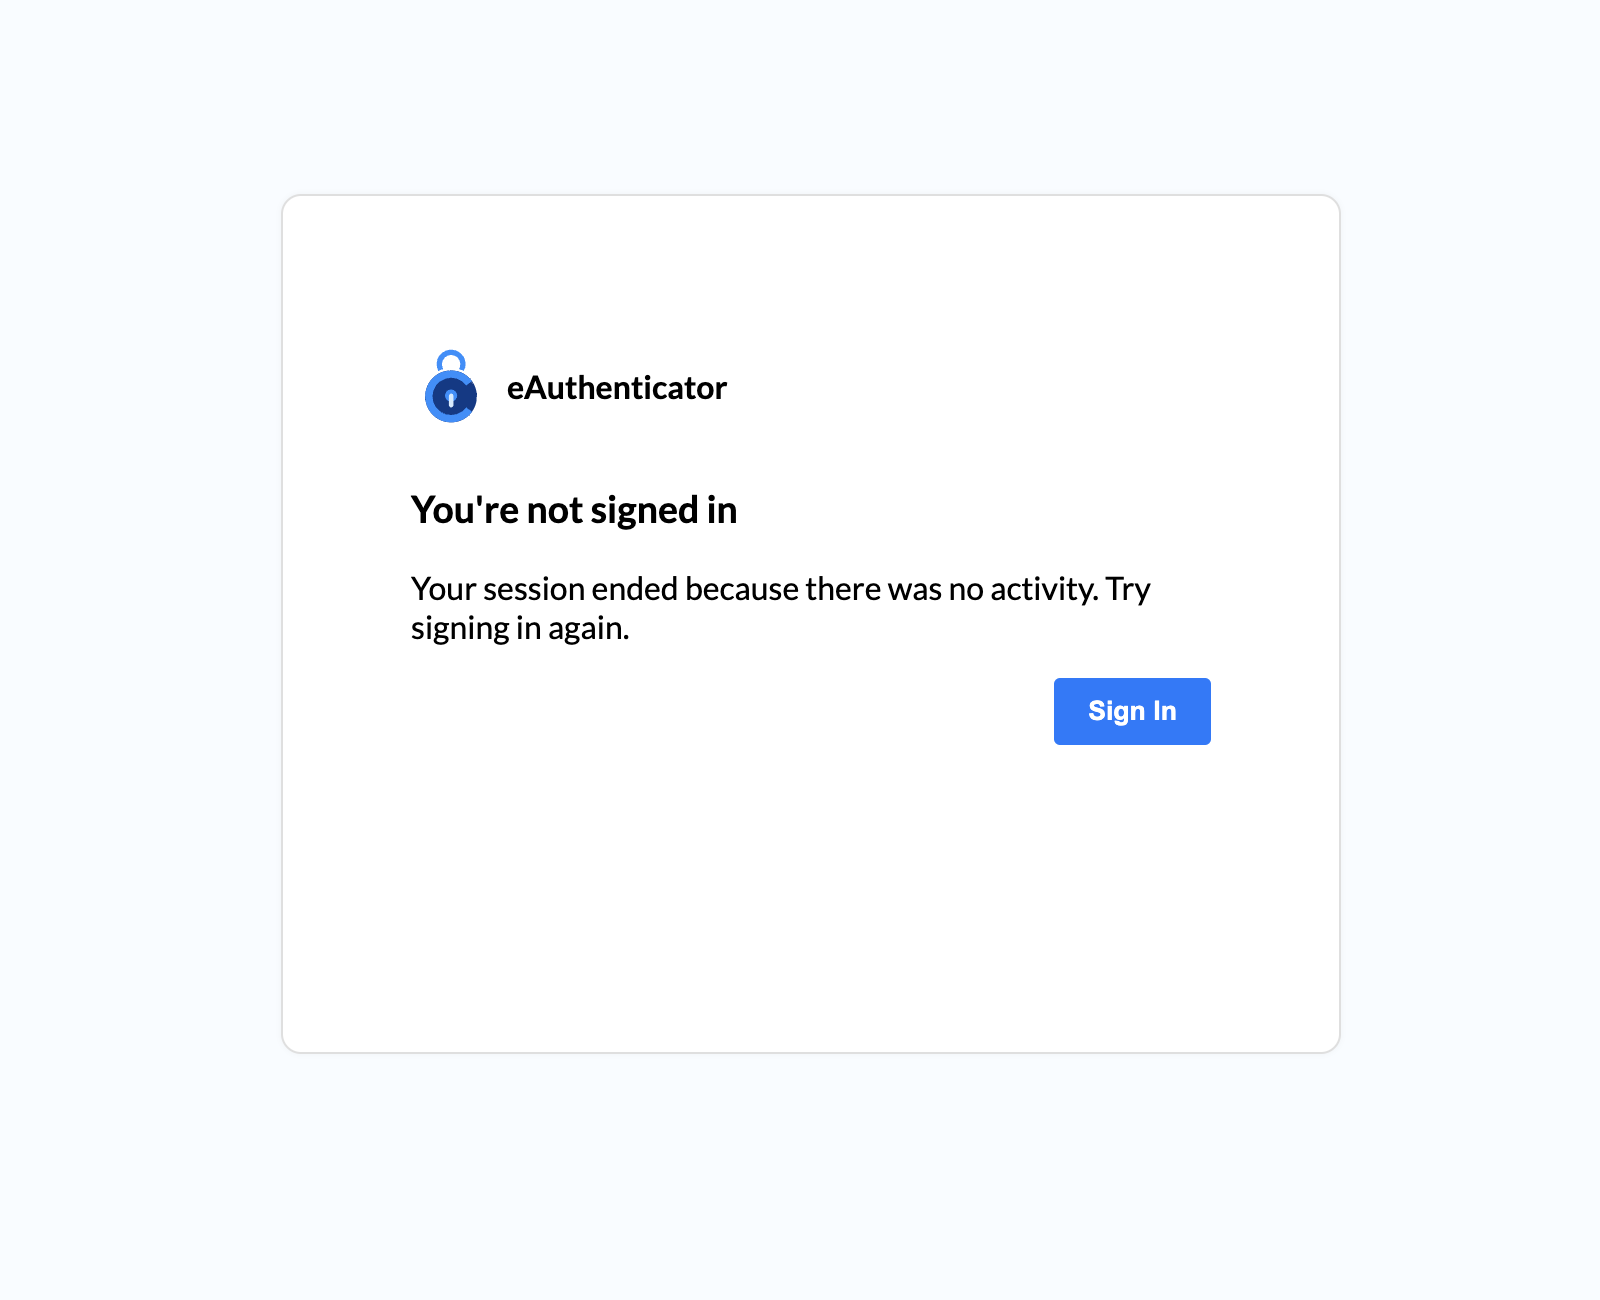 eAuthenticator
You're not signed in
Your session ended because there was no activity. Try
signing in again.
Sign In